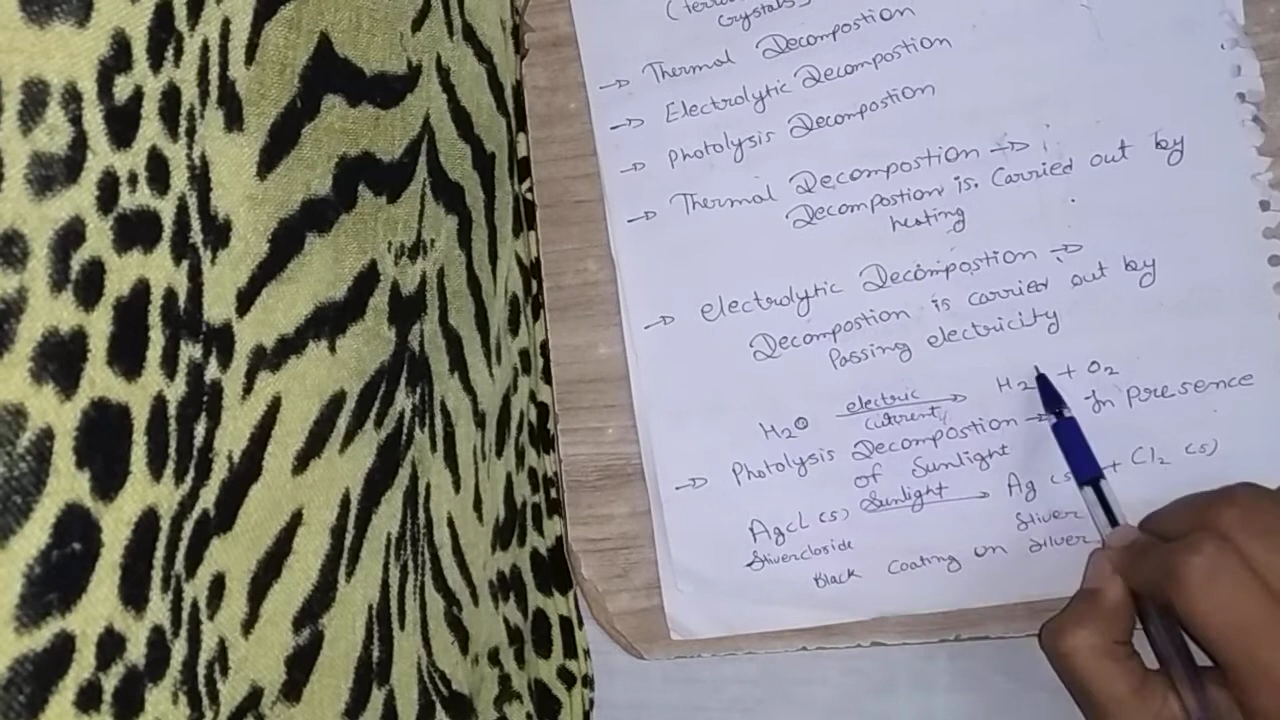 Crystals)
→ Thermal Decompostion
→ Electrolytic Decompostion
→ Photolysis Decompostion
→ Thermal Decompostion → :
Decompostion is. Carried out by
heating
→ electrolytic Decompostion →
Decompostion is carried out by
Passing electricity
H2O electric current → H2 + O2
→ Photolysis Decompostion → In Presence
of Sunlight
AgCl (s) Sunlight → Ag (s + Cl2 (s)
Slivercloside Sliver
Black Coating on Silver